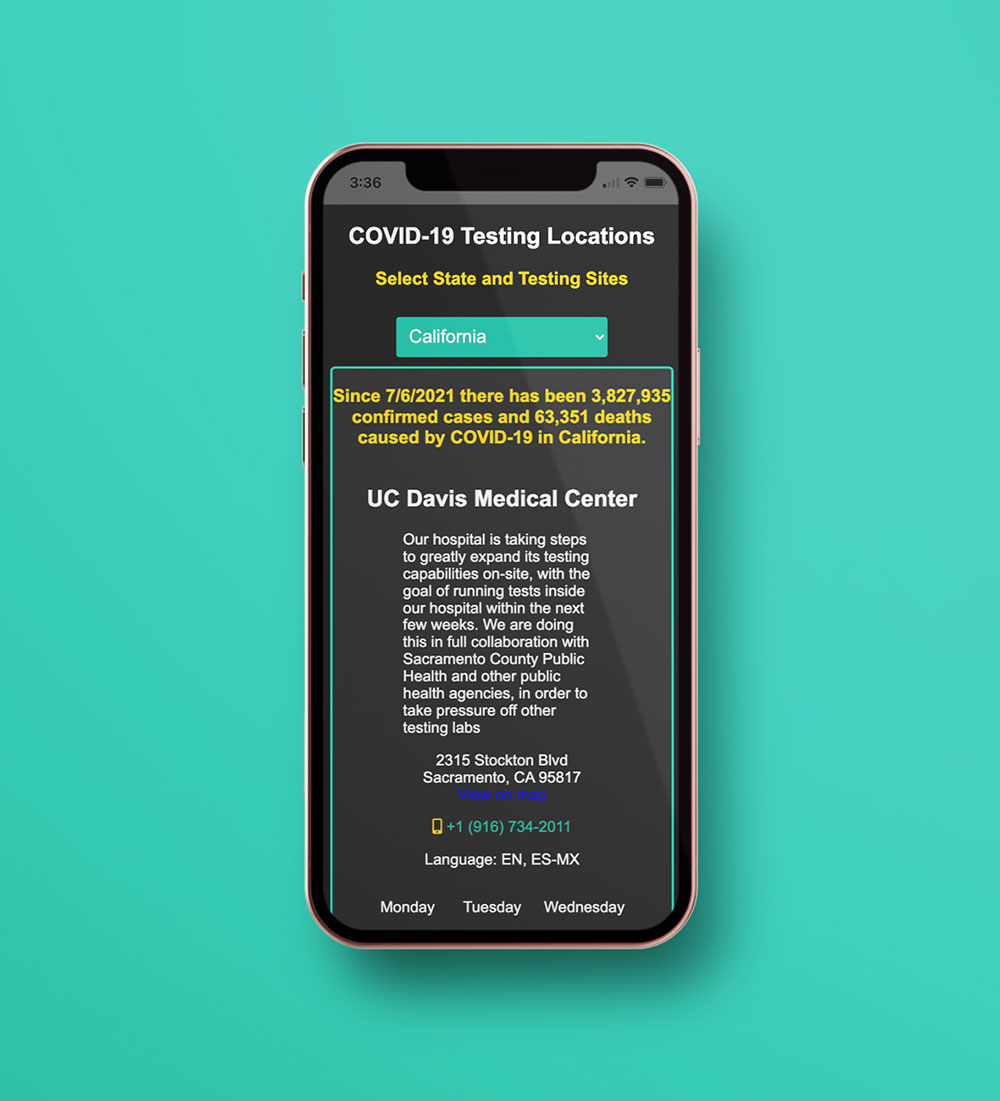 3:36
COVID-19 Testing Locations
Select State and Testing Sites
California
Since 7/6/2021 there has been 3,827,935
confirmed cases and 63,351 deaths
caused by COVID-19 in California.
UC Davis Medical Center
Our hospital is taking steps
to greatly expand its testing
capabilities on-site, with the
goal of running tests inside
our hospital within the next
few weeks. We are doing
this in full collaboration with
Sacramento County Public
Health and other public
health agencies, in order to
take pressure off other
testing labs
2315 Stockton Blvd
Sacramento, CA 95817
View on map
+1 (916) 734-2011
Language: EN, ES-MX
Monday Tuesday Wednesday